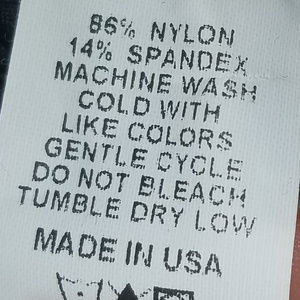 86% NYLON
14% SPANDEX
MACHINE WASH
COLD WITH
LIKE COLORS
GENTLE CYCLE
DO NOT BLEACH
TUMBLE DRY LOW
MADE IN USA